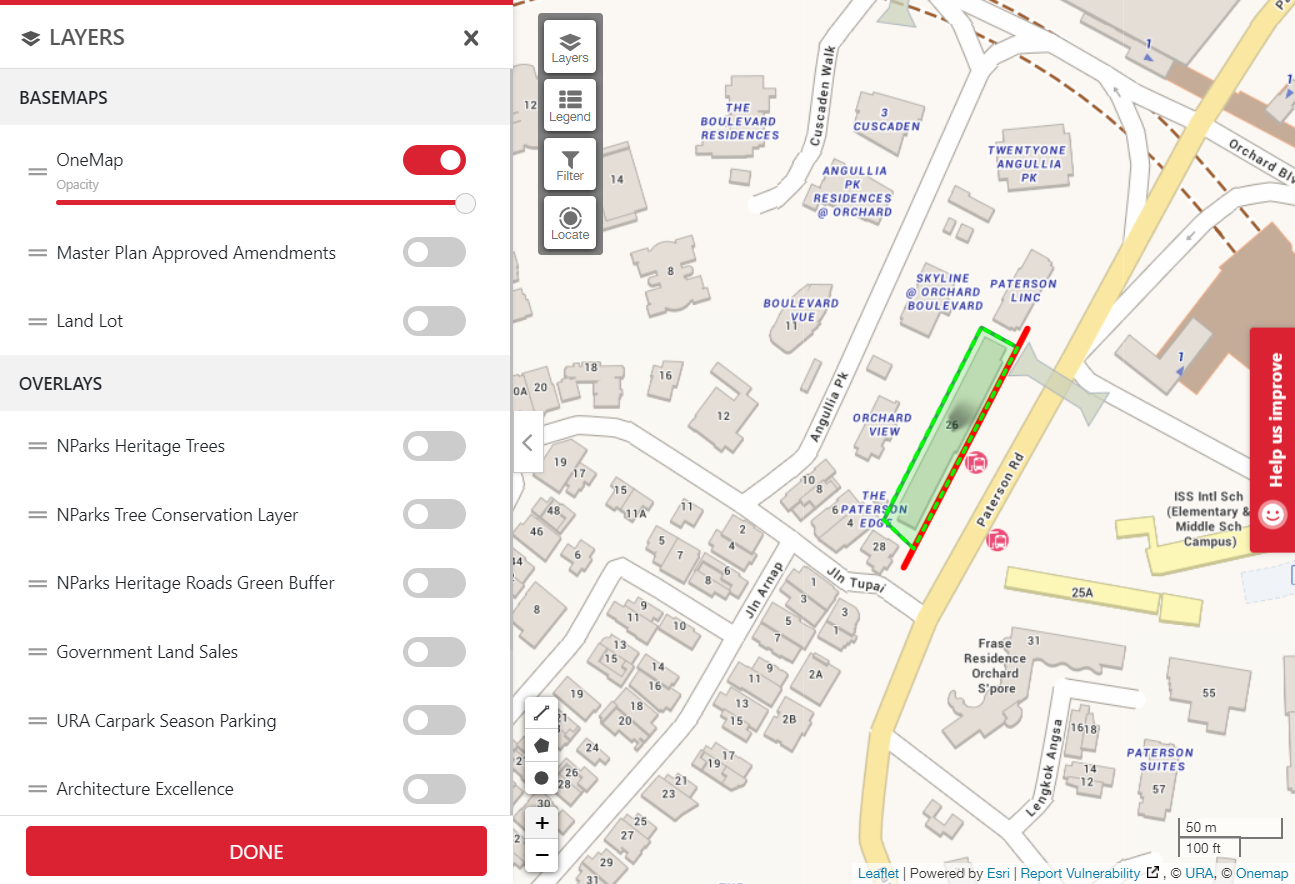 LAYERS
BASEMAPS
OneMap
Opacity
Master Plan Approved Amendments
Land Lot
OVERLAYS
NParks Heritage Trees
NParks Tree Conservation Layer
NParks Heritage Roads Green Buffer
Government Land Sales
URA Carpark Season Parking
Architecture Excellence
DONE
Layers
Legend
Filter
Locate
12
14
THE
BOULEVARD
RESIDENCES
Cuscaden Walk
3
CUSCADEN
ANGULLIA
PK
RESIDENCES
@ ORCHARD
TWENTYONE
ANGULLIA
PK
1
1
Orchard Blv
8
BOULEVARD
VUE
11
SKYLINE
@ ORCHARD
BOULEVARD
PATERSON
LINC
1
Help us improve
20
18
16
12
Angullia Pk
ORCHARD
VIEW
26
Paterson Rd
THE
PATERSON
EDGE
10
8
6
4
28
19
17
15
11A
11
48
46
6
5
7
2
4
8
6
Jln Arnap
Jln Tupai
ISS Intl Sch
(Elementary &
Middle Sch
Campus)
25A
8
9
11
10
1
3
5
7
3
1
13
15
14
16
9
11
2A
19
18
20
13
15
2B
Frase
Residence
Orchard
S'pore
31
55
24
26
28
17
19
21
23
25
27
29
31
30
Lengkok Angsa
16
18
14
12
PATERSON
SUITES
57
50 m
100 ft
Leaflet | Powered by Esri | Report Vulnerability , © URA, © Onemap